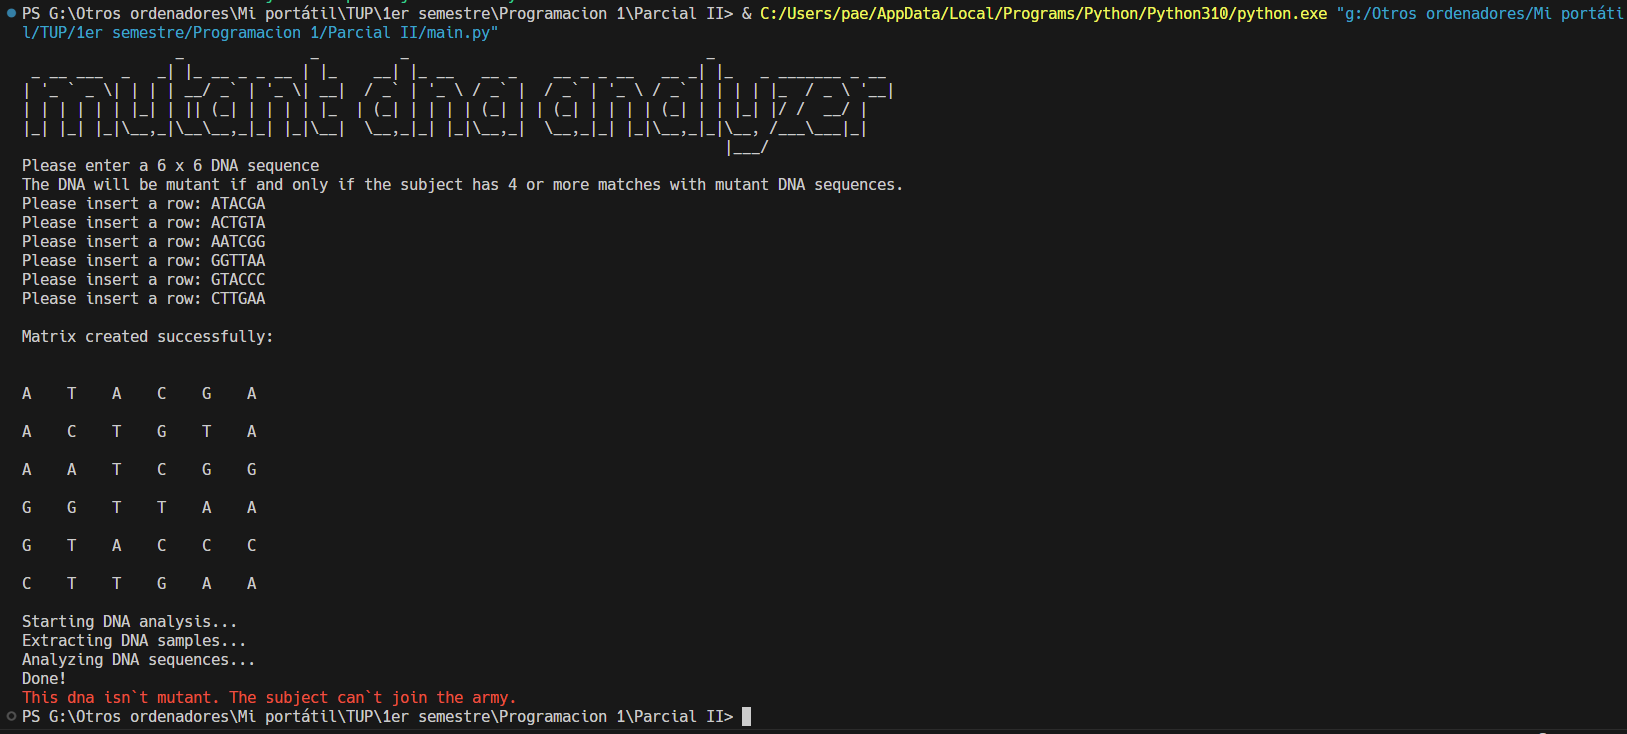 PS G:\Otros ordenadores\Mi portátil\TUP\1er semestre\Programacion 1\Parcial II> & C:/Users/pae/AppData/Local/Programs/Python/Python310/python.exe "g:/Otros ordenadores/Mi portáti
l/TUP/1er semestre/Programacion 1/Parcial II/main.py"
mutant dna analyzer
Please enter a 6 x 6 DNA sequence
The DNA will be mutant if and only if the subject has 4 or more matches with mutant DNA sequences.
Please insert a row: ATACGA
Please insert a row: ACTGTA
Please insert a row: AATCGG
Please insert a row: GGTTAA
Please insert a row: GTACCC
Please insert a row: CTTGAA
Matrix created successfully:
A T A C G A
A C T G T A
A A T C G G
G G T T A A
G T A C C C
C T T G A A
Starting DNA analysis...
Extracting DNA samples...
Analyzing DNA sequences...
Done!
This dna isn`t mutant. The subject can`t join the army.
PS G:\Otros ordenadores\Mi portátil\TUP\1er semestre\Programacion 1\Parcial II>